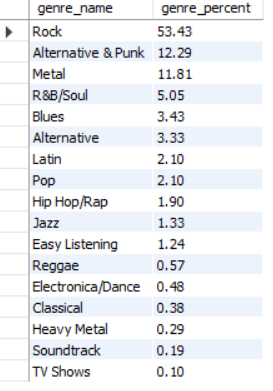 genre_name genre_percent
Rock 53.43
Alternative & Punk 12.29
Metal 11.81
R&B/Soul 5.05
Blues 3.43
Alternative 3.33
Latin 2.10
Pop 2.10
Hip Hop/Rap 1.90
Jazz 1.33
Easy Listening 1.24
Reggae 0.57
Electronica/Dance 0.48
Classical 0.38
Heavy Metal 0.29
Soundtrack 0.19
TV Shows 0.10